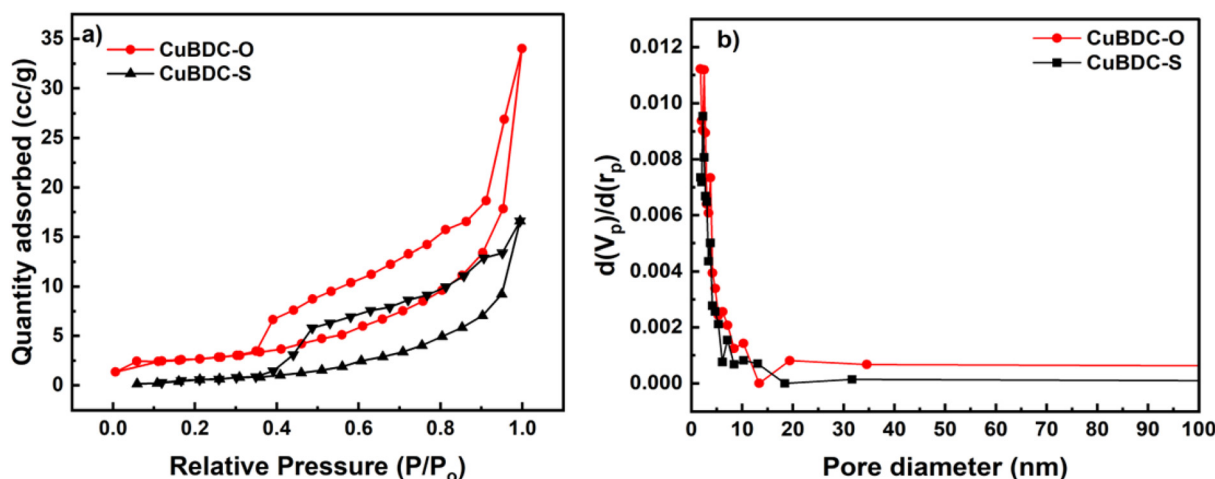 a)
CuBDC-O
CuBDC-S
Quantity adsorbed (cc/g)
35
30
25
20
15
10
5
0
0.0 0.2 0.4 0.6 0.8 1.0
Relative Pressure (P/Po)
b)
CuBDC-O
CuBDC-S
d(Vp)/d(rp)
0.012
0.010
0.008
0.006
0.004
0.002
0.000
0 10 20 30 40 50 60 70 80 90 100
Pore diameter (nm)